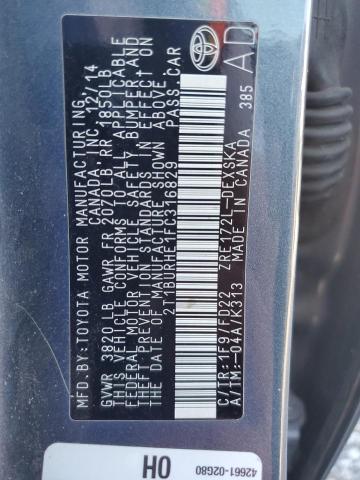 MFD.BY:TOYOTA MOTOR MANUFACTURING
CANADA, INC. 12/14
GVWR 3820LB GAWR FR 2070LB RR 1850LB
THIS VEHICLE CONFORMS TO ALL APPLICABLE
FEDERAL MOTOR VEHICLE SAFETY, BUMPER, AND
THEFT PREVENTION STANDARDS IN EFFECT ON
THE DATE OF MANUFACTURE SHOWN ABOVE.
2T1BURHE1FC316829 PASS.CAR
C/TR:1F9/FD22 ZRE172L-DEXSKA
A/TM:-04A/K313 MADE IN CANADA 385
AD
TOYOTA
OH
42661-02G80